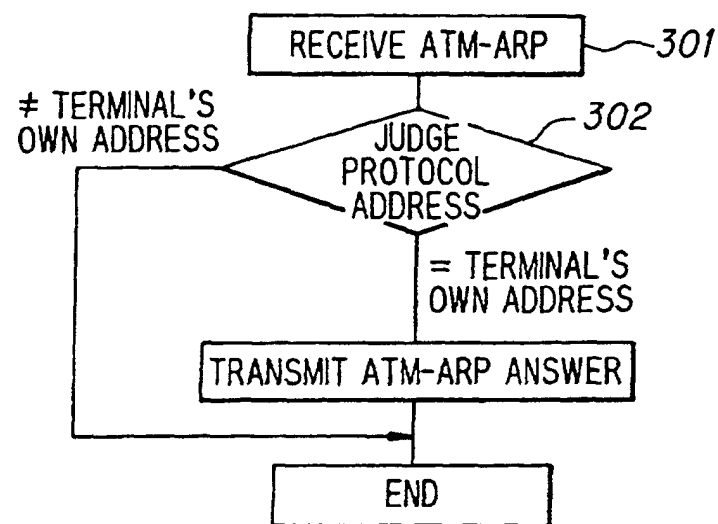 RECEIVE ATM-ARP
301
≠ TERMINAL'S
OWN ADDRESS
302
JUDGE
PROTOCOL
ADDRESS
= TERMINAL'S
OWN ADDRESS
TRANSMIT ATM-ARP ANSWER
END